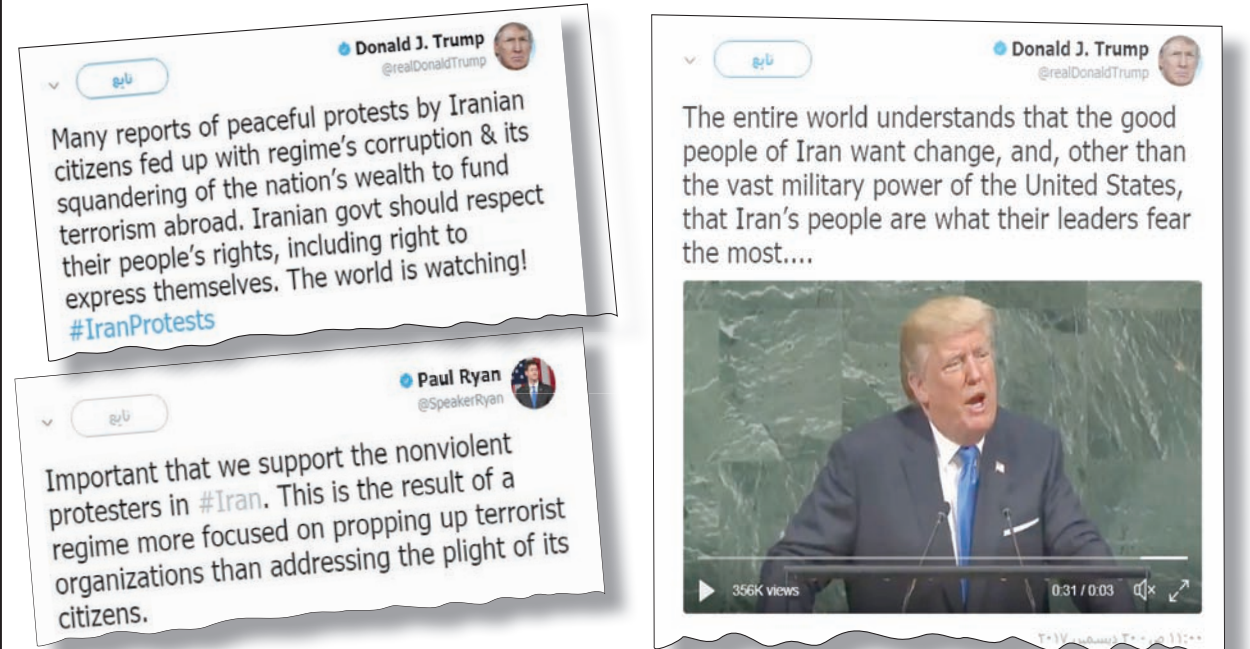 Donald J. Trump
@realDonaldTrump
تابع
Many reports of peaceful protests by Iranian
citizens fed up with regime's corruption & its
squandering of the nation's wealth to fund
terrorism abroad. Iranian govt should respect
their people's rights, including right to
express themselves. The world is watching!
#IranProtests
Paul Ryan
@SpeakerRyan
تابع
Important that we support the nonviolent
protesters in #Iran. This is the result of a
regime more focused on propping up terrorist
organizations than addressing the plight of its
citizens.
Donald J. Trump
@realDonaldTrump
تابع
The entire world understands that the good
people of Iran want change, and, other than
the vast military power of the United States,
that Iran's people are what their leaders fear
the most....
356K views
0:31 / 0:03
١١:٠٠ ص - ٣٠ ديسمبر ٢٠١٧